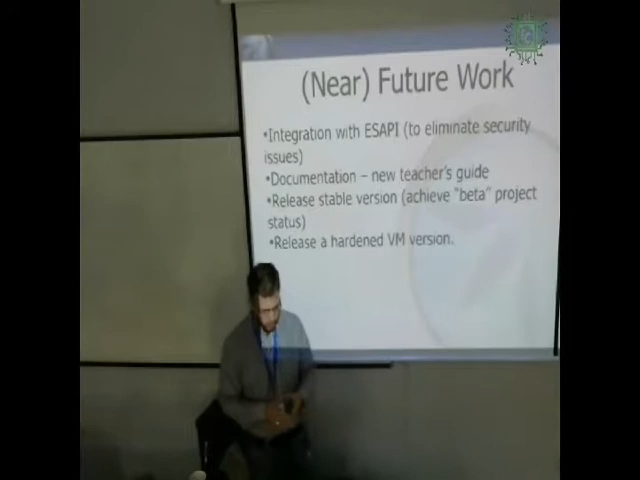 (Near) Future Work
•Integration with ESAPI (to eliminate security
issues)
•Documentation – new teacher's guide
•Release stable version (achieve "beta" project
status)
•Release a hardened VM version.